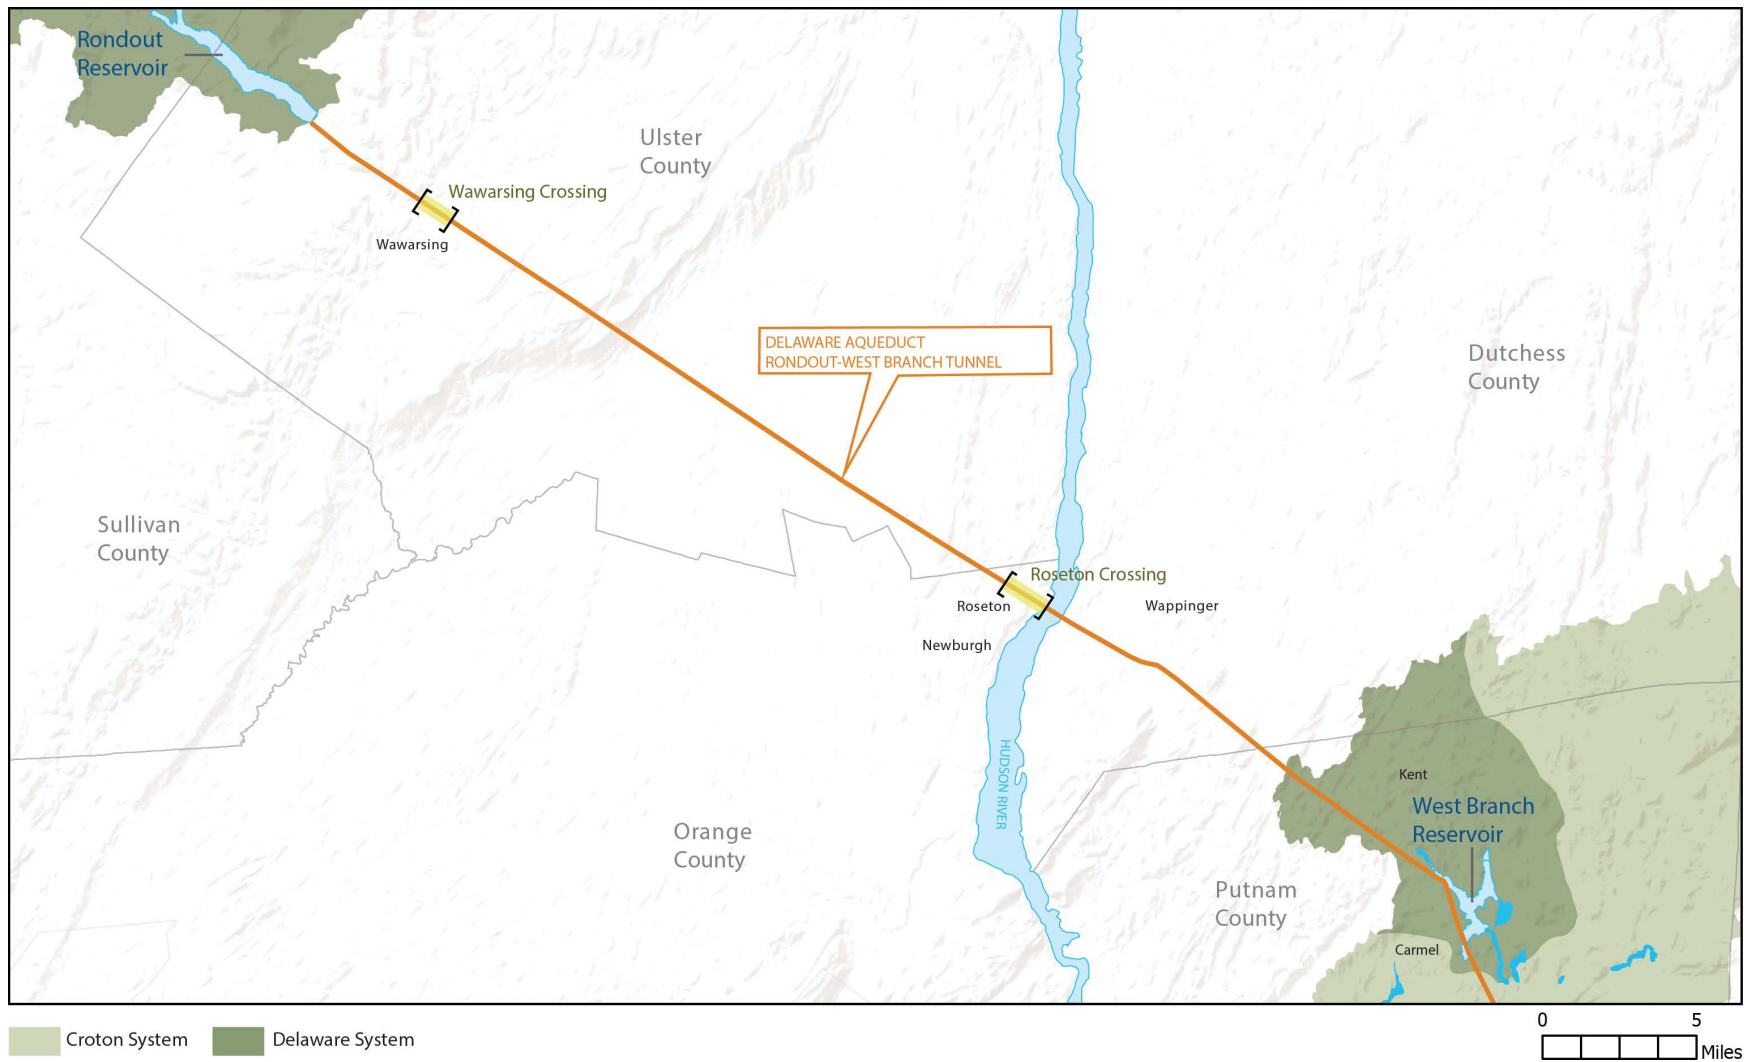 Rondout
Reservoir
Ulster
County
Wawarsing Crossing
Wawarsing
DELAWARE AQUEDUCT
RONDOUT-WEST BRANCH TUNNEL
Dutchess
County
Sullivan
County
Roseton Crossing
Roseton
Wappinger
Newburgh
HUDSON RIVER
Kent
West Branch
Reservoir
Orange
County
Putnam
County
Carmel
Croton System
Delaware System
0 5
Miles